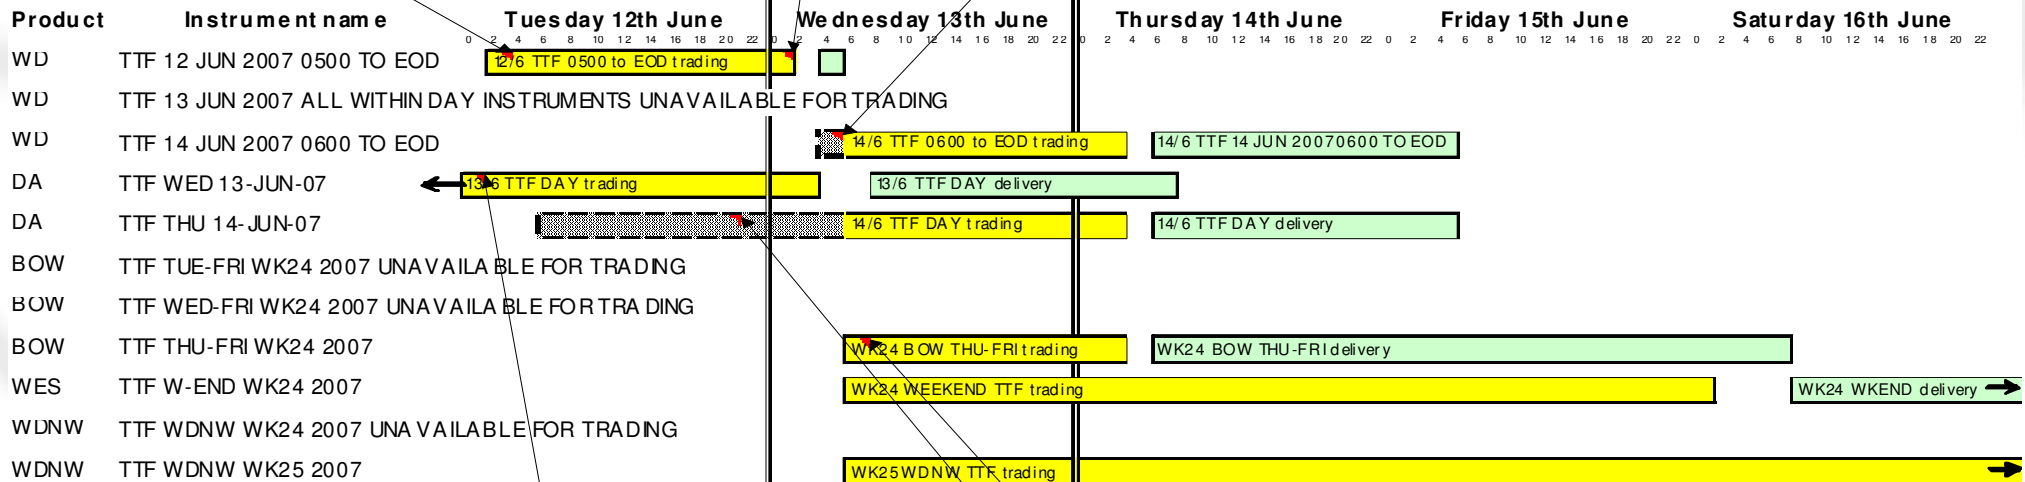 Product Instrument name Tuesday 12th June Wednesday 13th June Thursday 14th June Friday 15th June Saturday 16th June
0 2 4 6 8 10 12 14 16 18 20 22 0 2 4 6 8 10 12 14 16 18 20 22 0 2 4 6 8 10 12 14 16 18 20 22 0 2 4 6 8 10 12 14 16 18 20 22 0 2 4 6 8 10 12 14 16 18 20 22
WD TTF 12 JUN 2007 0500 TO EOD 12/6 TTF 0500 to EOD trading
WD TTF 13 JUN 2007 ALL WITHIN DAY INSTRUMENTS UNAVAILABLE FOR TRADING
WD TTF 14 JUN 2007 0600 TO EOD 14/6 TTF 0600 to EOD trading 14/6 TTF 14 JUN 20070600 TO EOD
DA TTF WED 13-JUN-07 13/6 TTF DAY trading 13/6 TTF DAY delivery
DA TTF THU 14-JUN-07 14/6 TTF DAY trading 14/6 TTF DAY delivery
BOW TTF TUE-FRI WK24 2007 UNAVAILABLE FOR TRADING
BOW TTF WED-FRI WK24 2007 UNAVAILABLE FOR TRADING
BOW TTF THU-FRI WK24 2007 WK24 BOW THU-FRI trading WK24 BOW THU-FRI delivery
WES TTF W-END WK24 2007 WK24 WEEKEND TTF trading WK24 WKEND delivery
WDNW TTF WDNW WK24 2007 UNAVAILABLE FOR TRADING
WDNW TTF WDNW WK25 2007 WK25 WDNW TTF trading